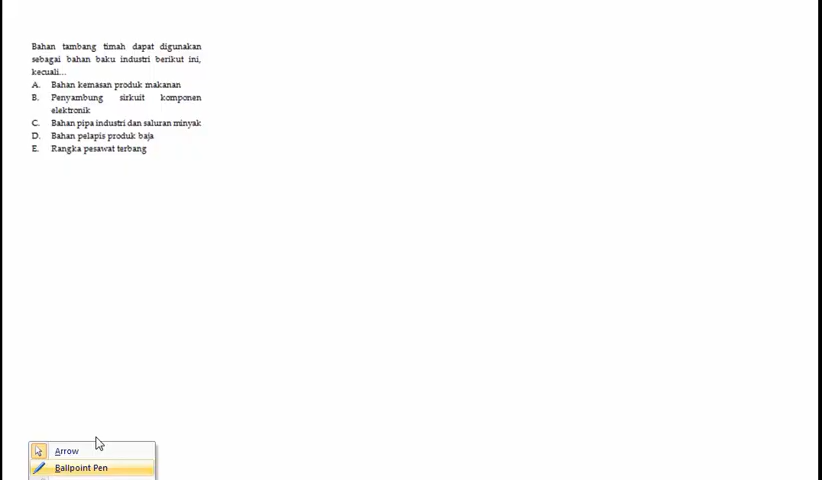 Bahan tambang timah dapat digunakan
sebagai bahan baku industri berikut ini,
kecuali...
A. Bahan kemasan produk makanan
B. Penyambung sirkuit komponen
elektronik
C. Bahan pipa industri dan saluran minyak
D. Bahan pelapis produk baja
E. Rangka pesawat terbang
Arrow
Ballpoint Pen